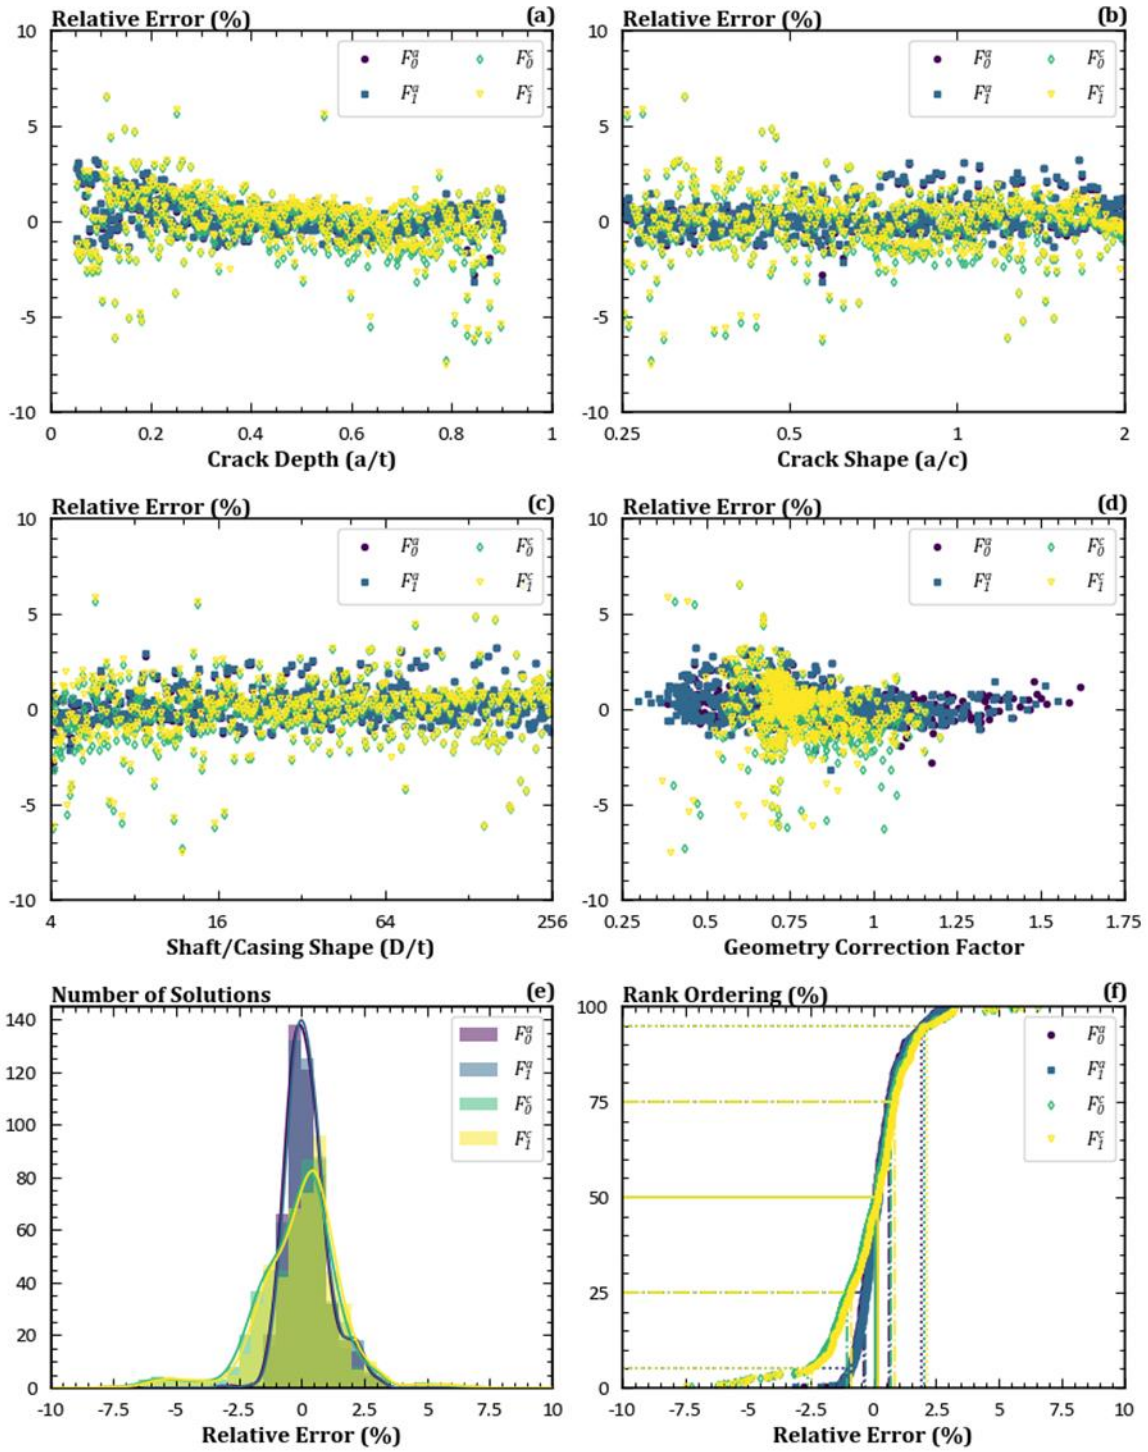 Relative Error (%) (a)
10
5
0
-5
-10
F₀ᵃ F₀ᶜ
F₁ᵃ F₁ᶜ
0 0.2 0.4 0.6 0.8 1
Crack Depth (a/t)
Relative Error (%) (b)
10
5
0
-5
-10
F₀ᵃ F₀ᶜ
F₁ᵃ F₁ᶜ
0.25 0.5 1 2
Crack Shape (a/c)
Relative Error (%) (c)
10
5
0
-5
-10
F₀ᵃ F₀ᶜ
F₁ᵃ F₁ᶜ
4 16 64 256
Shaft/Casing Shape (D/t)
Relative Error (%) (d)
10
5
0
-5
-10
F₀ᵃ F₀ᶜ
F₁ᵃ F₁ᶜ
0.25 0.5 0.75 1 1.25 1.5 1.75
Geometry Correction Factor
Number of Solutions (e)
140
120
100
80
60
40
20
0
F₀ᵃ
F₁ᵃ
F₀ᶜ
F₁ᶜ
-10 -7.5 -5 -2.5 0 2.5 5 7.5 10
Relative Error (%)
Rank Ordering (%) (f)
100
75
50
25
0
F₀ᵃ
F₁ᵃ
F₀ᶜ
F₁ᶜ
-10 -7.5 -5 -2.5 0 2.5 5 7.5 10
Relative Error (%)